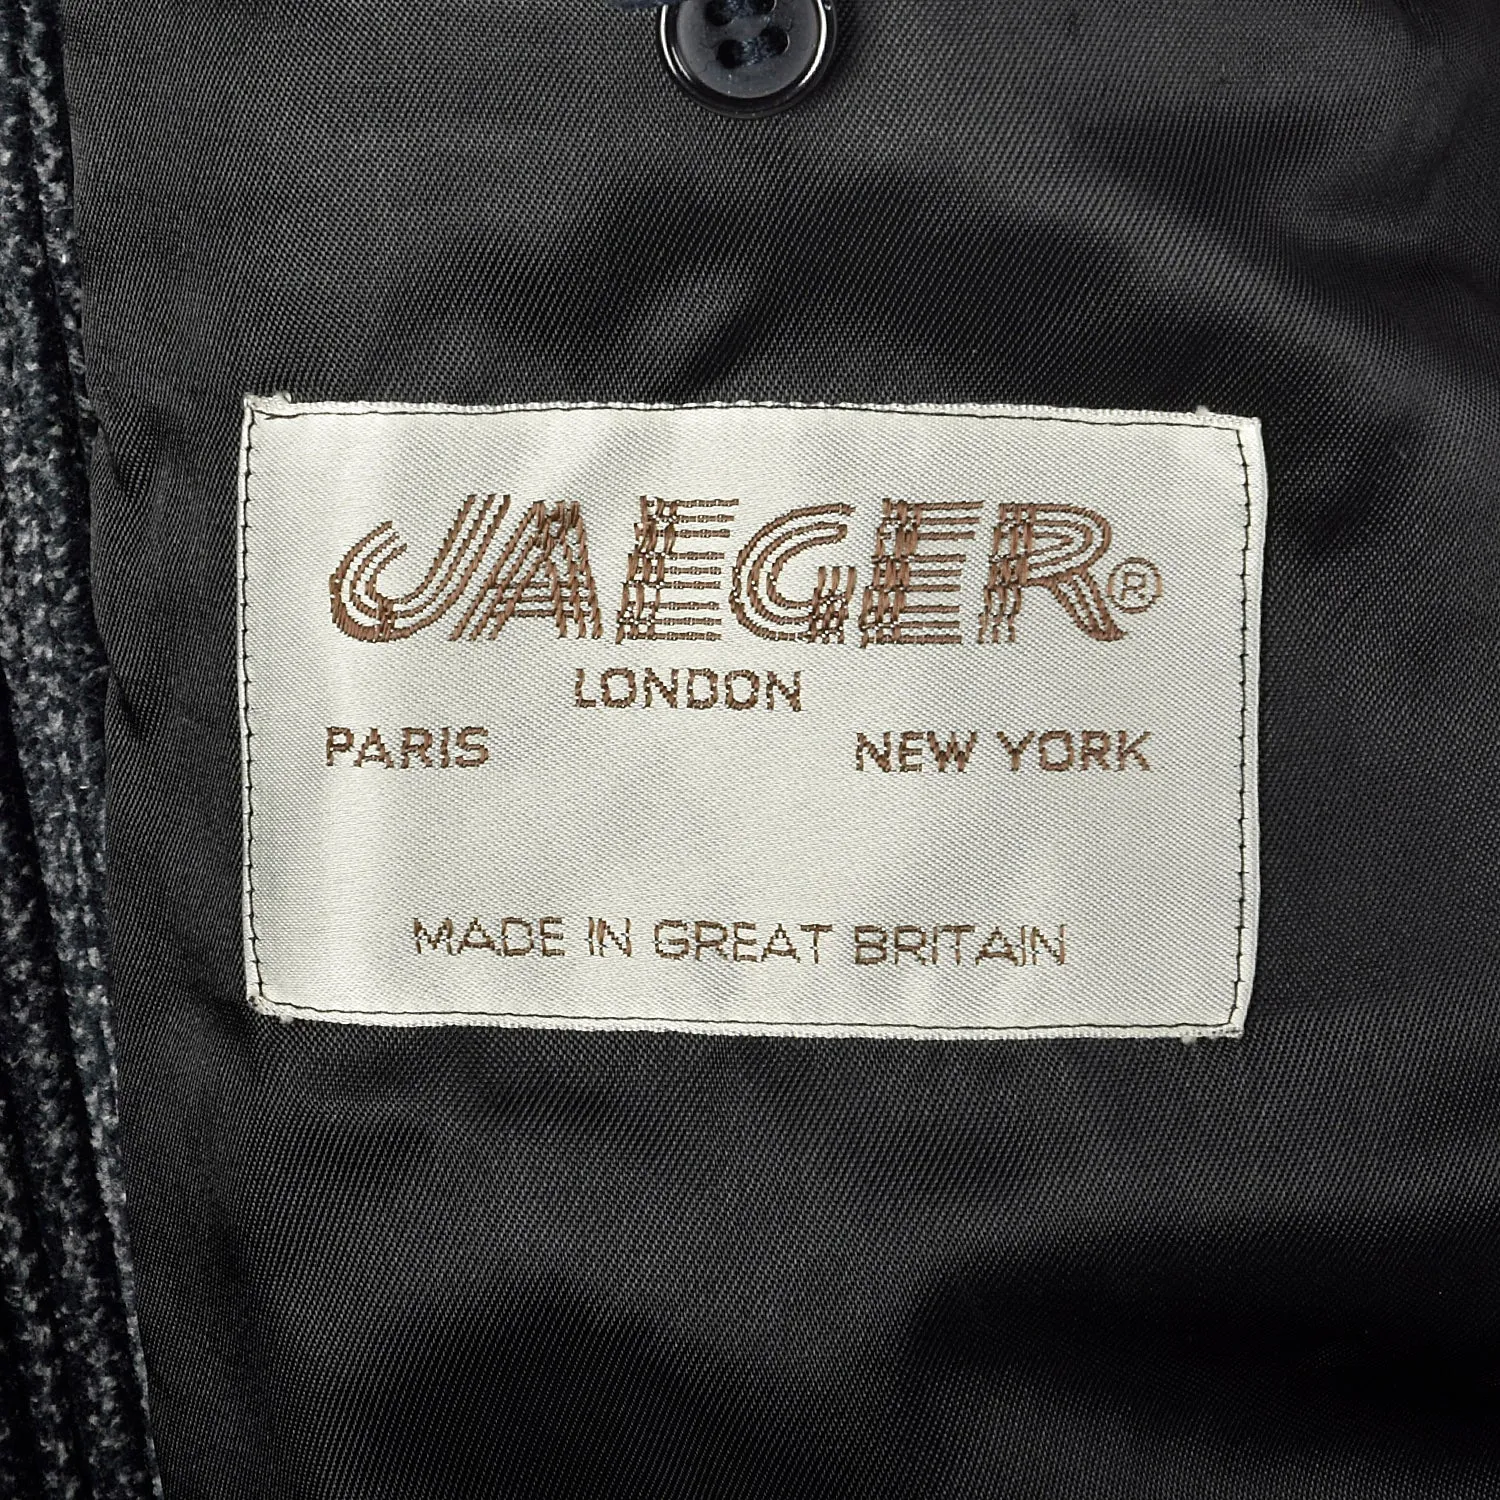 JAEGER®
LONDON
PARIS NEW YORK
MADE IN GREAT BRITAIN